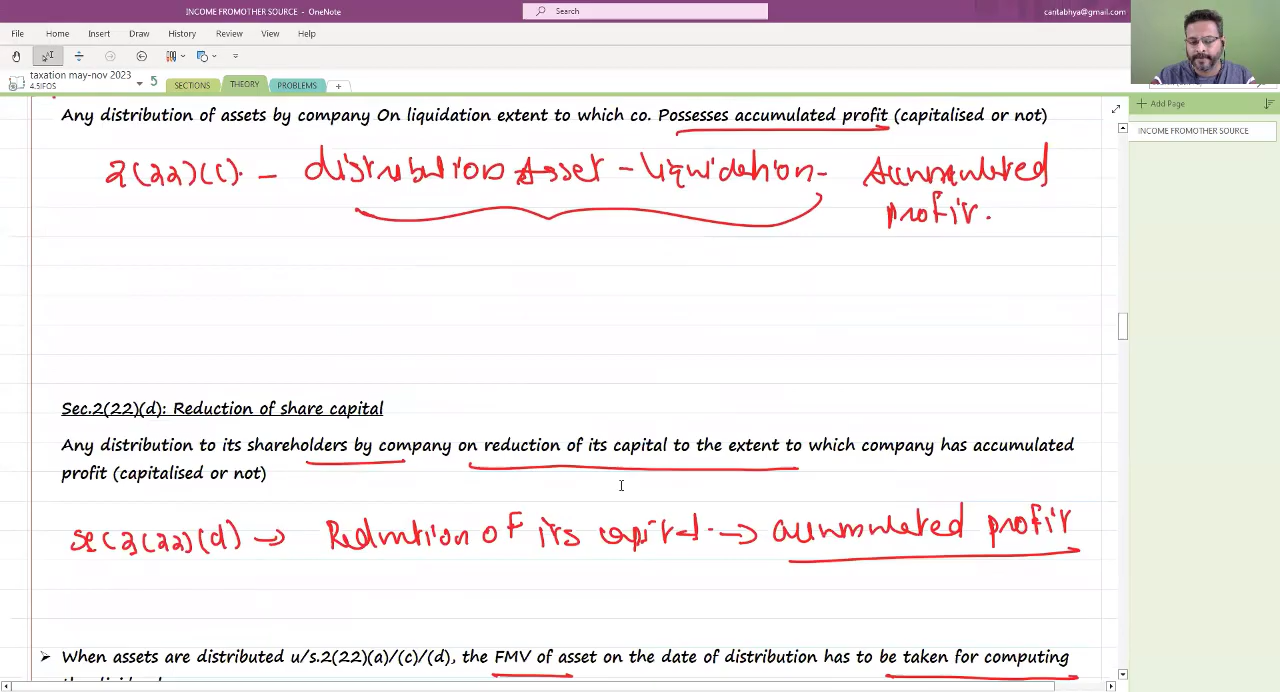 INCOME FROMOTHER SOURCE - OneNote
Search
cantabhya@gmail.com
File Home Insert Draw History Review View Help
taxation may-nov 2023
4.5IFOS
SECTIONS THEORY PROBLEMS +
Add Page
INCOME FROMOTHER SOURCE
Any distribution of assets by company On liquidation extent to which co. Possesses accumulated profit (capitalised or not)
2(22)(c). - distribution Asset - liquidation - Accumulated
profit.
Sec.2(22)(d): Reduction of share capital
Any distribution to its shareholders by company on reduction of its capital to the extent to which company has accumulated
profit (capitalised or not)
sec 2(22)(d) → Reduction of its capital → accumulated profit
➤ When assets are distributed u/s.2(22)(a)/(c)/(d), the FMV of asset on the date of distribution has to be taken for computing